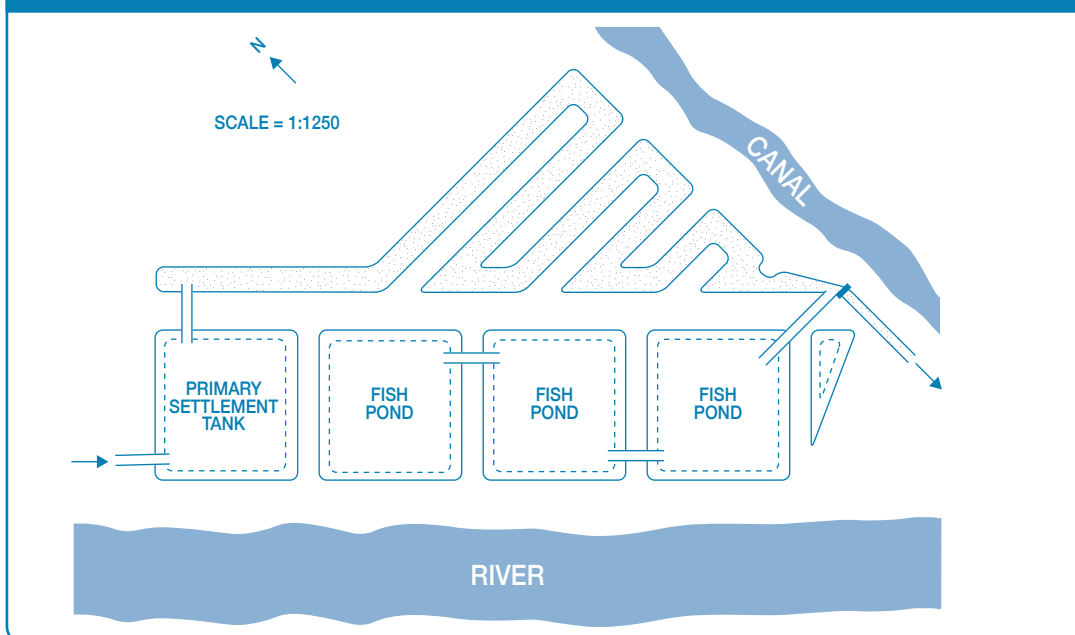 N
SCALE = 1:1250
CANAL
PRIMARY
SETTLEMENT
TANK
FISH
POND
FISH
POND
FISH
POND
RIVER